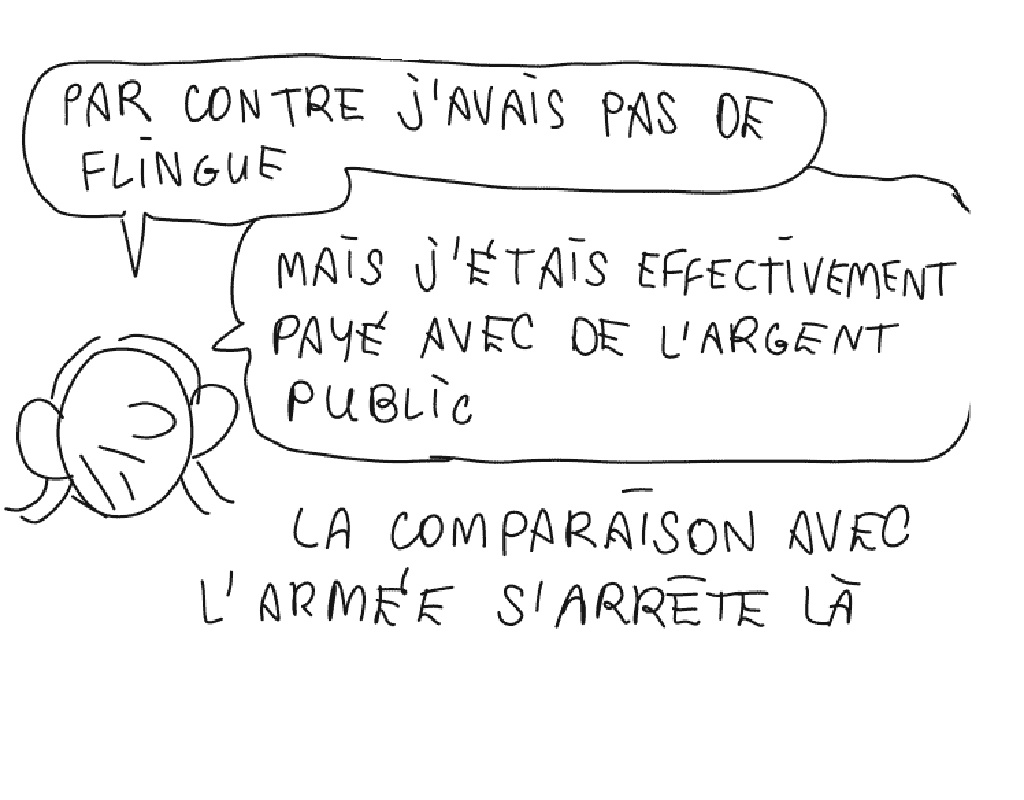 PAR CONTRE J'AVAIS PAS DE
FLINGUE
MAIS J'ÉTAIS EFFECTIVEMENT
PAYÉ AVEC DE L'ARGENT
PUBLIC
LA COMPARAISON AVEC
L'ARMÉE S'ARRÊTE LÀ